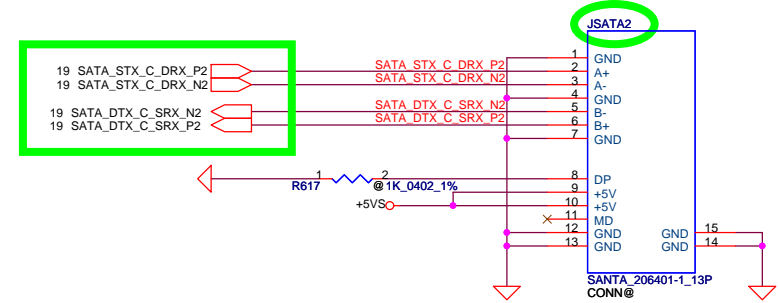 JSATA2
1 GND
19 SATA_STX_C_DRX_P2 SATA_STX_C_DRX_P2 2 A+
19 SATA_STX_C_DRX_N2 SATA_STX_C_DRX_N2 3 A-
4 GND
19 SATA_DTX_C_SRX_N2 SATA_DTX_C_SRX_N2 5 B-
19 SATA_DTX_C_SRX_P2 SATA_DTX_C_SRX_P2 6 B+
7 GND
1 2 8 DP
R617 @1K_0402_1% 9 +5V
+5VS 10 +5V
11 MD
12 GND GND 15
13 GND GND 14
SANTA_206401-1_13P
CONN@